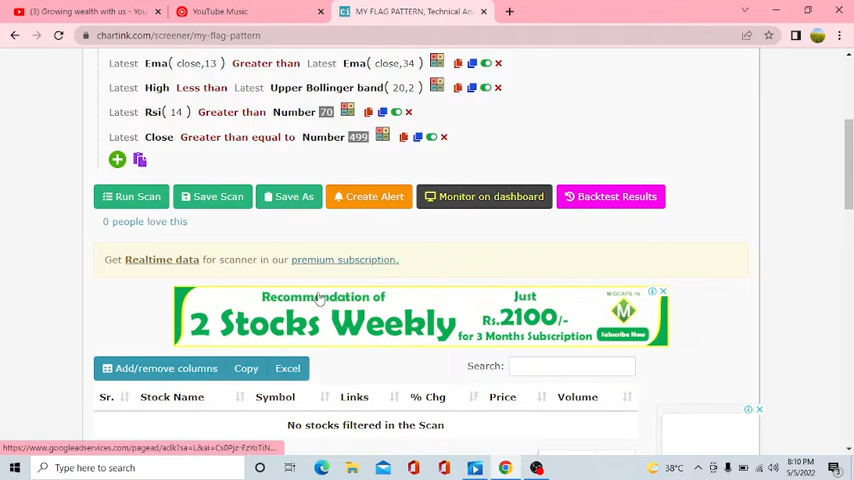 (3) Growing wealth with us - You
YouTube Music
MY FLAG PATTERN, Technical An
chartink.com/screener/my-flag-pattern
Latest Ema( close,13 ) Greater than Latest Ema( close,34 )
Latest High Less than Latest Upper Bollinger band( 20,2 )
Latest Rsi( 14 ) Greater than Number 70
Latest Close Greater than equal to Number 499
Run Scan Save Scan Save As Create Alert Monitor on dashboard Backtest Results
0 people love this
Get Realtime data for scanner in our premium subscription.
Recommendation of
2 Stocks Weekly
Just
Rs.2100/-
for 3 Months Subscription
MIDCAPS IN
M
Subscribe Now
Add/remove columns Copy Excel Search:
Sr. Stock Name Symbol Links % Chg Price Volume
No stocks filtered in the Scan
https://www.googleadservices.com/pagead/aclk?sa=L&ai=Cs0Pjz-FzYoTiN...
Type here to search
38°C
8:10 PM
5/5/2022
3